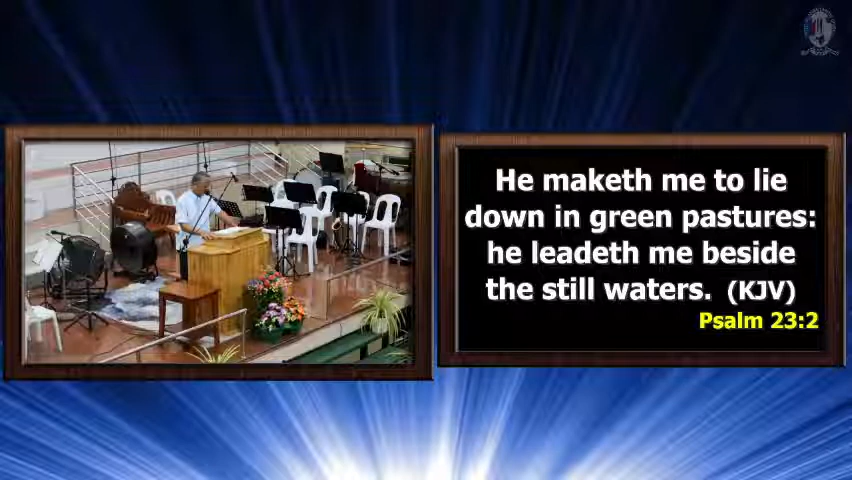 He maketh me to lie
down in green pastures:
he leadeth me beside
the still waters. (KJV)
Psalm 23:2